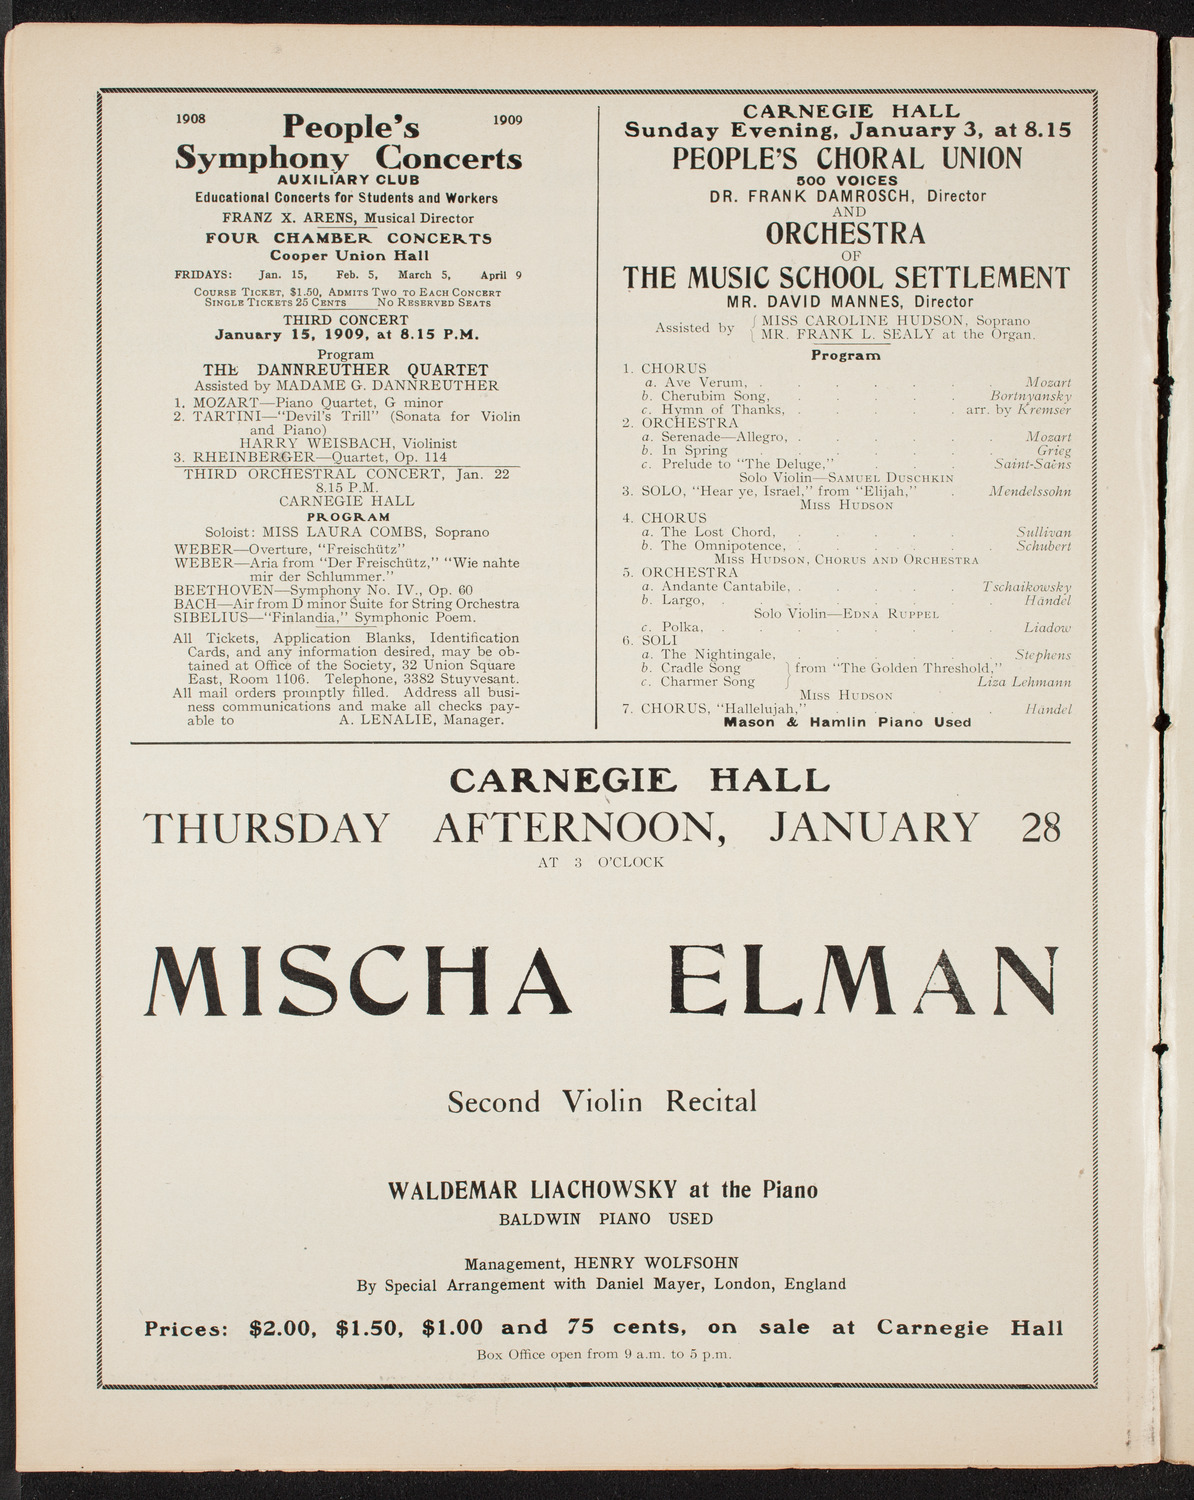 1908 People's 1909
Symphony Concerts
AUXILIARY CLUB
Educational Concerts for Students and Workers
FRANZ X. ARENS, Musical Director
FOUR CHAMBER CONCERTS
Cooper Union Hall
FRIDAYS: Jan. 15, Feb. 5, March 5, April 9
COURSE TICKET, $1.50, ADMITS TWO TO EACH CONCERT
SINGLE TICKETS 25 CENTS NO RESERVED SEATS
THIRD CONCERT
January 15, 1909, at 8.15 P.M.
Program
THE DANNREUTHER QUARTET
Assisted by MADAME G. DANNREUTHER
1. MOZART—Piano Quartet, G minor
2. TARTINI—"Devil's Trill" (Sonata for Violin
and Piano)
HARRY WEISBACH, Violinist
3. RHEINBERGER—Quartet, Op. 114
THIRD ORCHESTRAL CONCERT, Jan. 22
8.15 P.M.
CARNEGIE HALL
PROGRAM
Soloist: MISS LAURA COMBS, Soprano
WEBER—Overture, "Freischütz"
WEBER—Aria from "Der Freischütz," "Wie nahte
mir der Schlummer."
BEETHOVEN—Symphony No. IV., Op. 60
BACH—Air from D minor Suite for String Orchestra
SIBELIUS—"Finlandia," Symphonic Poem.
All Tickets, Application Blanks, Identification
Cards, and any information desired, may be ob-
tained at Office of the Society, 32 Union Square
East, Room 1106. Telephone, 3382 Stuyvesant.
All mail orders promptly filled. Address all busi-
ness communications and make all checks pay-
able to A. LENALIE, Manager.
CARNEGIE HALL
Sunday Evening, January 3, at 8.15
PEOPLE'S CHORAL UNION
500 VOICES
DR. FRANK DAMROSCH, Director
AND
ORCHESTRA
OF
THE MUSIC SCHOOL SETTLEMENT
MR. DAVID MANNES, Director
Assisted by { MISS CAROLINE HUDSON, Soprano
MR. FRANK L. SEALY at the Organ.
Program
1. CHORUS
a. Ave Verum, . . . . . . Mozart
b. Cherubim Song, . . . . . Bortnyansky
c. Hymn of Thanks, . . . . arr. by Kremser
2. ORCHESTRA
a. Serenade—Allegro, . . . . . Mozart
b. In Spring . . . . . Grieg
c. Prelude to "The Deluge," . . . Saint-Saëns
Solo Violin—SAMUEL DUSCHKIN
3. SOLO, "Hear ye, Israel," from "Elijah," . Mendelssohn
MISS HUDSON
4. CHORUS
a. The Lost Chord, . . . . . Sullivan
b. The Omnipotence, . . . . . Schubert
MISS HUDSON, CHORUS AND ORCHESTRA
5. ORCHESTRA
a. Andante Cantabile, . . . . Tschaikowsky
b. Largo, . . . . . . Händel
Solo Violin—EDNA RUPPEL
c. Polka, . . . . . . Liadow
6. SOLI
a. The Nightingale, . . . . . Stephens
b. Cradle Song } from "The Golden Threshold,"
c. Charmer Song Liza Lehmann
MISS HUDSON
7. CHORUS, "Hallelujah," . . . . Händel
Mason & Hamlin Piano Used
CARNEGIE HALL
THURSDAY AFTERNOON, JANUARY 28
AT 3 O'CLOCK
MISCHA ELMAN
Second Violin Recital
WALDEMAR LIACHOWSKY at the Piano
BALDWIN PIANO USED
Management, HENRY WOLFSOHN
By Special Arrangement with Daniel Mayer, London, England
Prices: $2.00, $1.50, $1.00 and 75 cents, on sale at Carnegie Hall
Box Office open from 9 a.m. to 5 p.m.